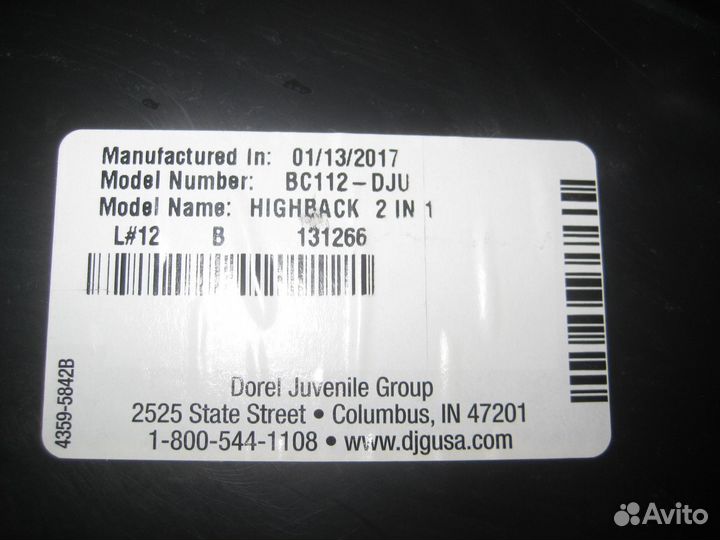 Manufactured In: 01/13/2017
Model Number: BC112-DJU
Model Name: HIGHBACK 2 IN 1
L#12 B 131266
4359-5842B
Dorel Juvenile Group
2525 State Street • Columbus, IN 47201
1-800-544-1108 • www.djgusa.com
Avito